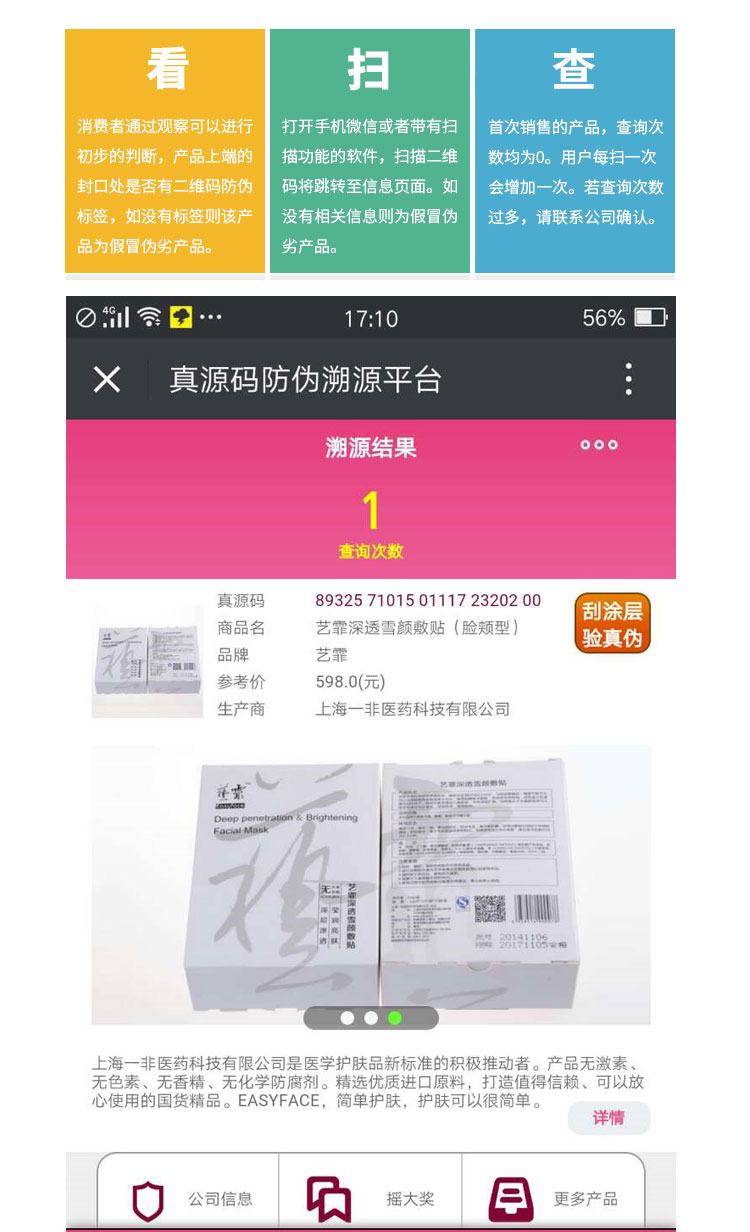 看
消费者通过观察可以进行
初步的判断，产品上端的
封口处是否有二维码防伪
标签，如没有标签则该产
品为假冒伪劣产品。
扫
打开手机微信或者带有扫
描功能的软件，扫描二维
码将跳转至信息页面。如
没有相关信息则为假冒伪
劣产品。
查
首次销售的产品，查询次
数均为0。用户每扫一次
会增加一次。若查询次数
过多，请联系公司确认。
4G
17:10
56%
真源码防伪溯源平台
溯源结果
1
查询次数
真源码 89325 71015 01117 23202 00
商品名 艺霏深透雪颜敷贴（脸颊型）
品牌 艺霏
参考价 598.0(元)
生产商 上海一非医药科技有限公司
刮涂层
验真伪
Easyface
Deep penetration & Brightening
Facial Mask
艺霏深透雪颜敷贴
艺霏深透雪颜敷贴
20141106
20171105
上海一非医药科技有限公司是医学护肤品新标准的积极推动者。产品无激素、
无色素、无香精、无化学防腐剂。精选优质进口原料，打造值得信赖、可以放
心使用的国货精品。EASYFACE，简单护肤，护肤可以很简单。
详情
公司信息
摇大奖
更多产品